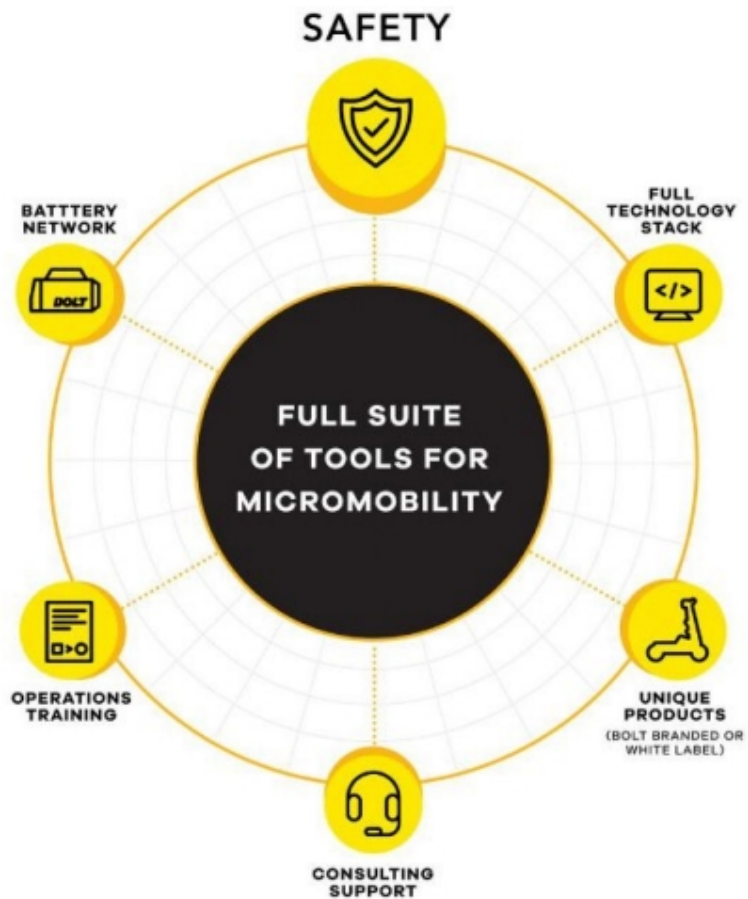 SAFETY
BATTTERY
NETWORK
FULL
TECHNOLOGY
STACK
BOLT
</>
FULL SUITE
OF TOOLS FOR
MICROMOBILITY
OPERATIONS
TRAINING
UNIQUE
PRODUCTS
(BOLT BRANDED OR
WHITE LABEL)
CONSULTING
SUPPORT